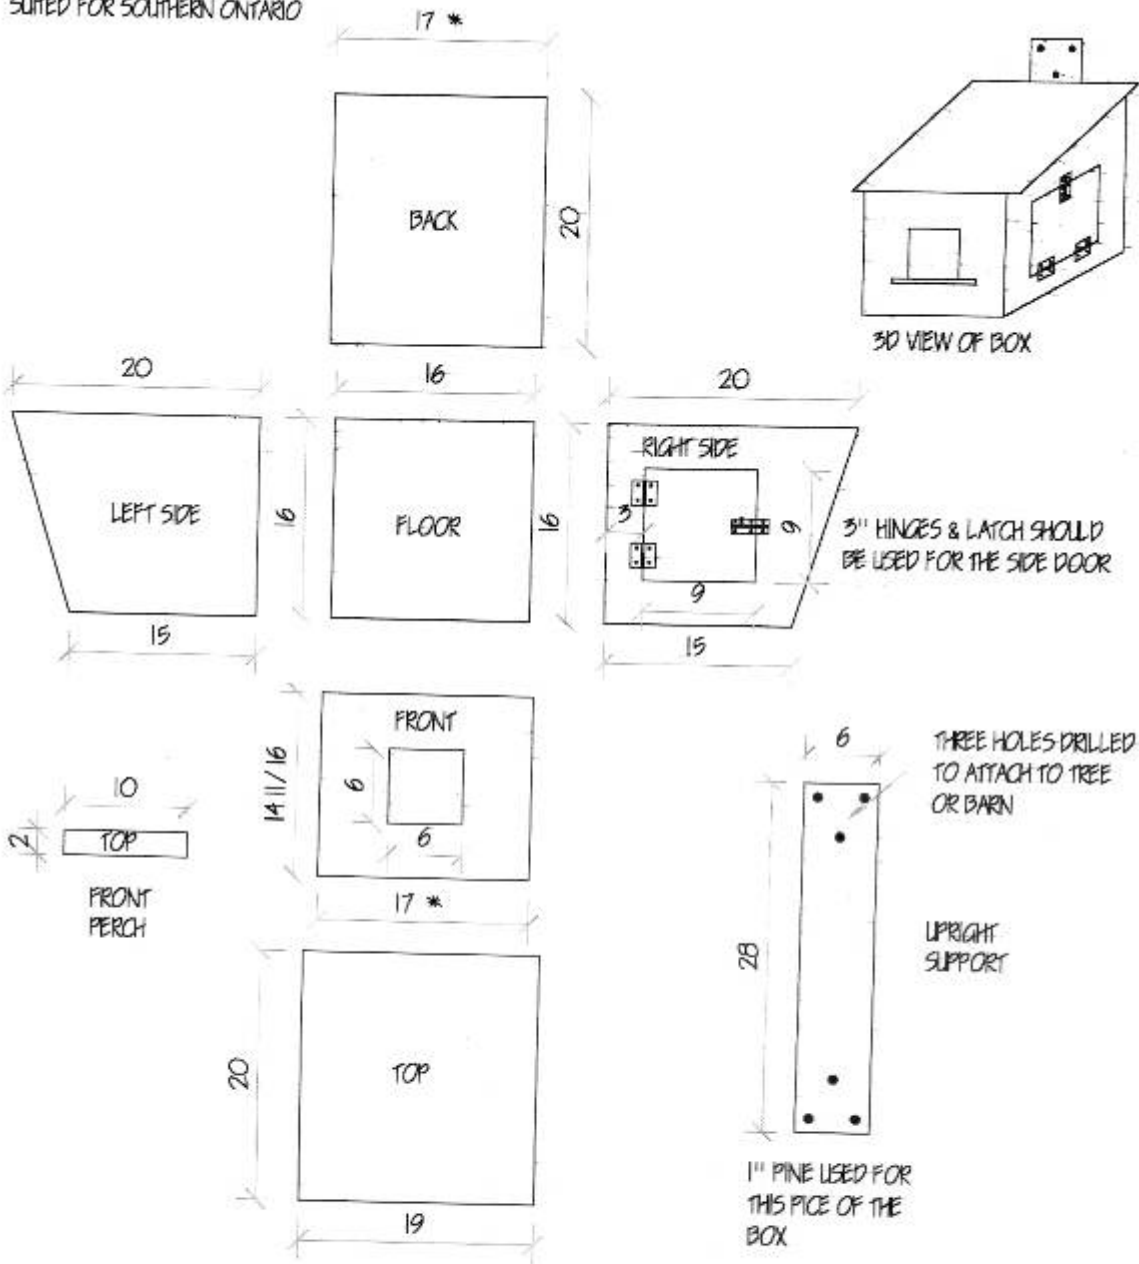 SUITED FOR SOUTHERN ONTARIO
17 *
BACK
20
3D VIEW OF BOX
20
16
20
LEFT SIDE
16
FLOOR
16
RIGHT SIDE
3
9
9
3" HINGES & LATCH SHOULD
BE USED FOR THE SIDE DOOR
15
15
FRONT
14 11/16
6
6
17 *
10
2
TOP
FRONT
PERCH
6
THREE HOLES DRILLED
TO ATTACH TO TREE
OR BARN
28
UPRIGHT
SUPPORT
20
TOP
19
1" PINE USED FOR
THIS PICE OF THE
BOX